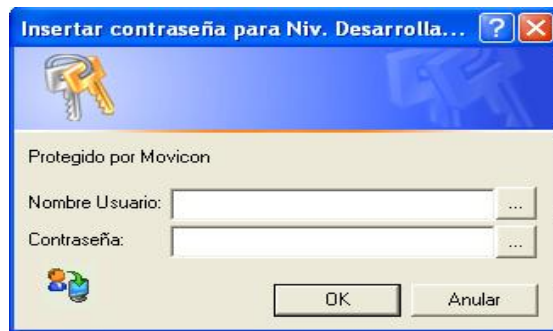 Insertar contraseña para Niv. Desarrolla...
Protegido por Movicon
Nombre Usuario:
...
Contraseña:
...
OK
Anular